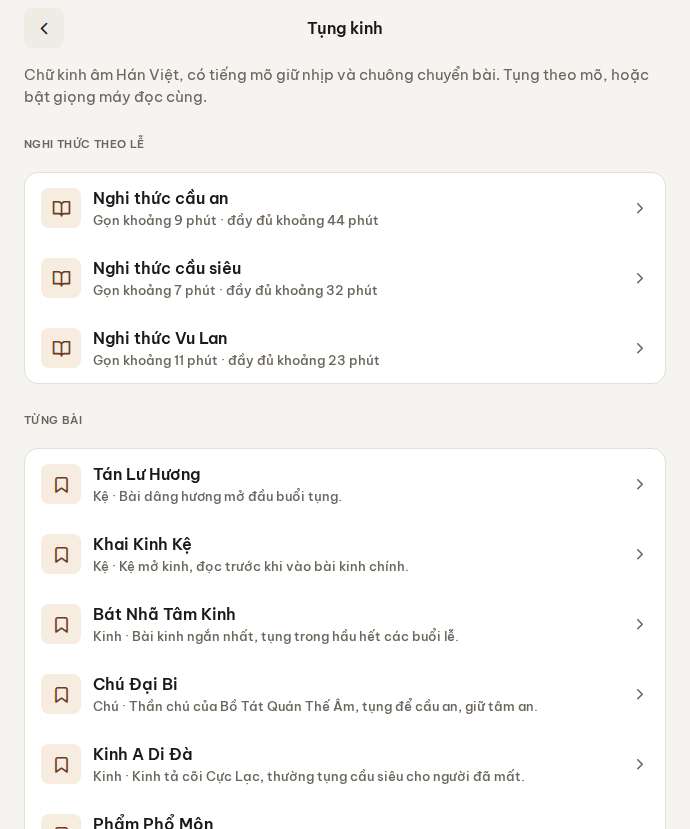 Tụng kinh
Chữ kinh âm Hán Việt, có tiếng mõ giữ nhịp và chuông chuyển bài. Tụng theo mõ, hoặc
bật giọng máy đọc cùng.
NGHI THỨC THEO LỄ
Nghi thức cầu an
Gọn khoảng 9 phút · đầy đủ khoảng 44 phút
Nghi thức cầu siêu
Gọn khoảng 7 phút · đầy đủ khoảng 32 phút
Nghi thức Vu Lan
Gọn khoảng 11 phút · đầy đủ khoảng 23 phút
TỪNG BÀI
Tán Lư Hương
Kệ · Bài dâng hương mở đầu buổi tụng.
Khai Kinh Kệ
Kệ · Kệ mở kinh, đọc trước khi vào bài kinh chính.
Bát Nhã Tâm Kinh
Kinh · Bài kinh ngắn nhất, tụng trong hầu hết các buổi lễ.
Chú Đại Bi
Chú · Thần chú của Bồ Tát Quán Thế Âm, tụng để cầu an, giữ tâm an.
Kinh A Di Đà
Kinh · Kinh tả cõi Cực Lạc, thường tụng cầu siêu cho người đã mất.
Phẩm Phổ Môn